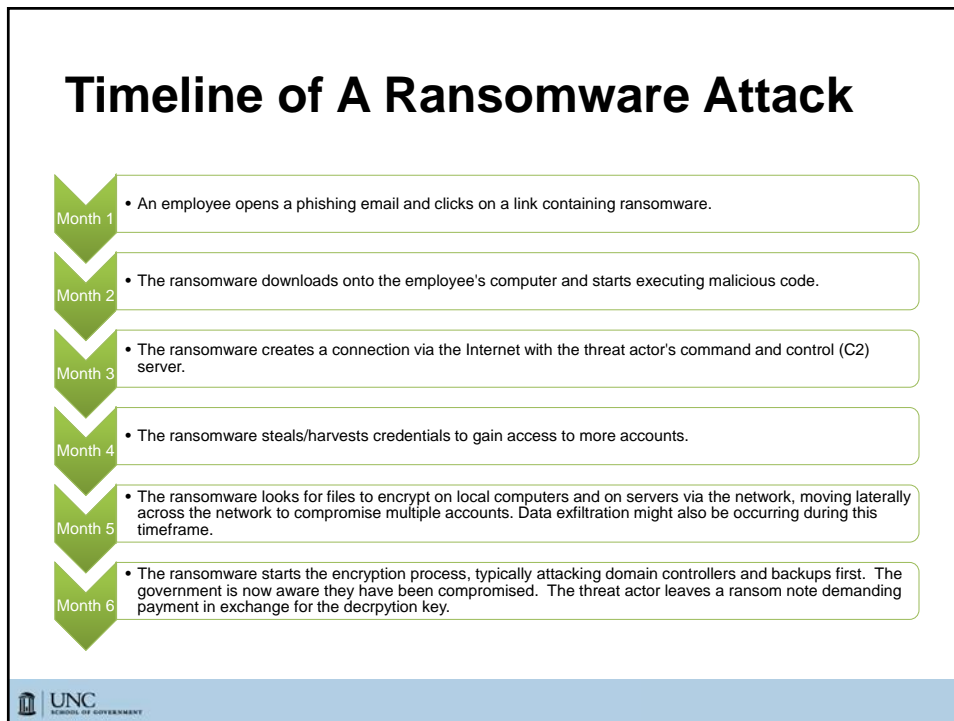 Timeline of A Ransomware Attack
Month 1
• An employee opens a phishing email and clicks on a link containing ransomware.
Month 2
• The ransomware downloads onto the employee's computer and starts executing malicious code.
Month 3
• The ransomware creates a connection via the Internet with the threat actor's command and control (C2)
server.
Month 4
• The ransomware steals/harvests credentials to gain access to more accounts.
Month 5
• The ransomware looks for files to encrypt on local computers and on servers via the network, moving laterally
across the network to compromise multiple accounts. Data exfiltration might also be occurring during this
timeframe.
Month 6
• The ransomware starts the encryption process, typically attacking domain controllers and backups first.  The
government is now aware they have been compromised.  The threat actor leaves a ransom note demanding
payment in exchange for the decrpytion key.
UNC
SCHOOL OF GOVERNMENT